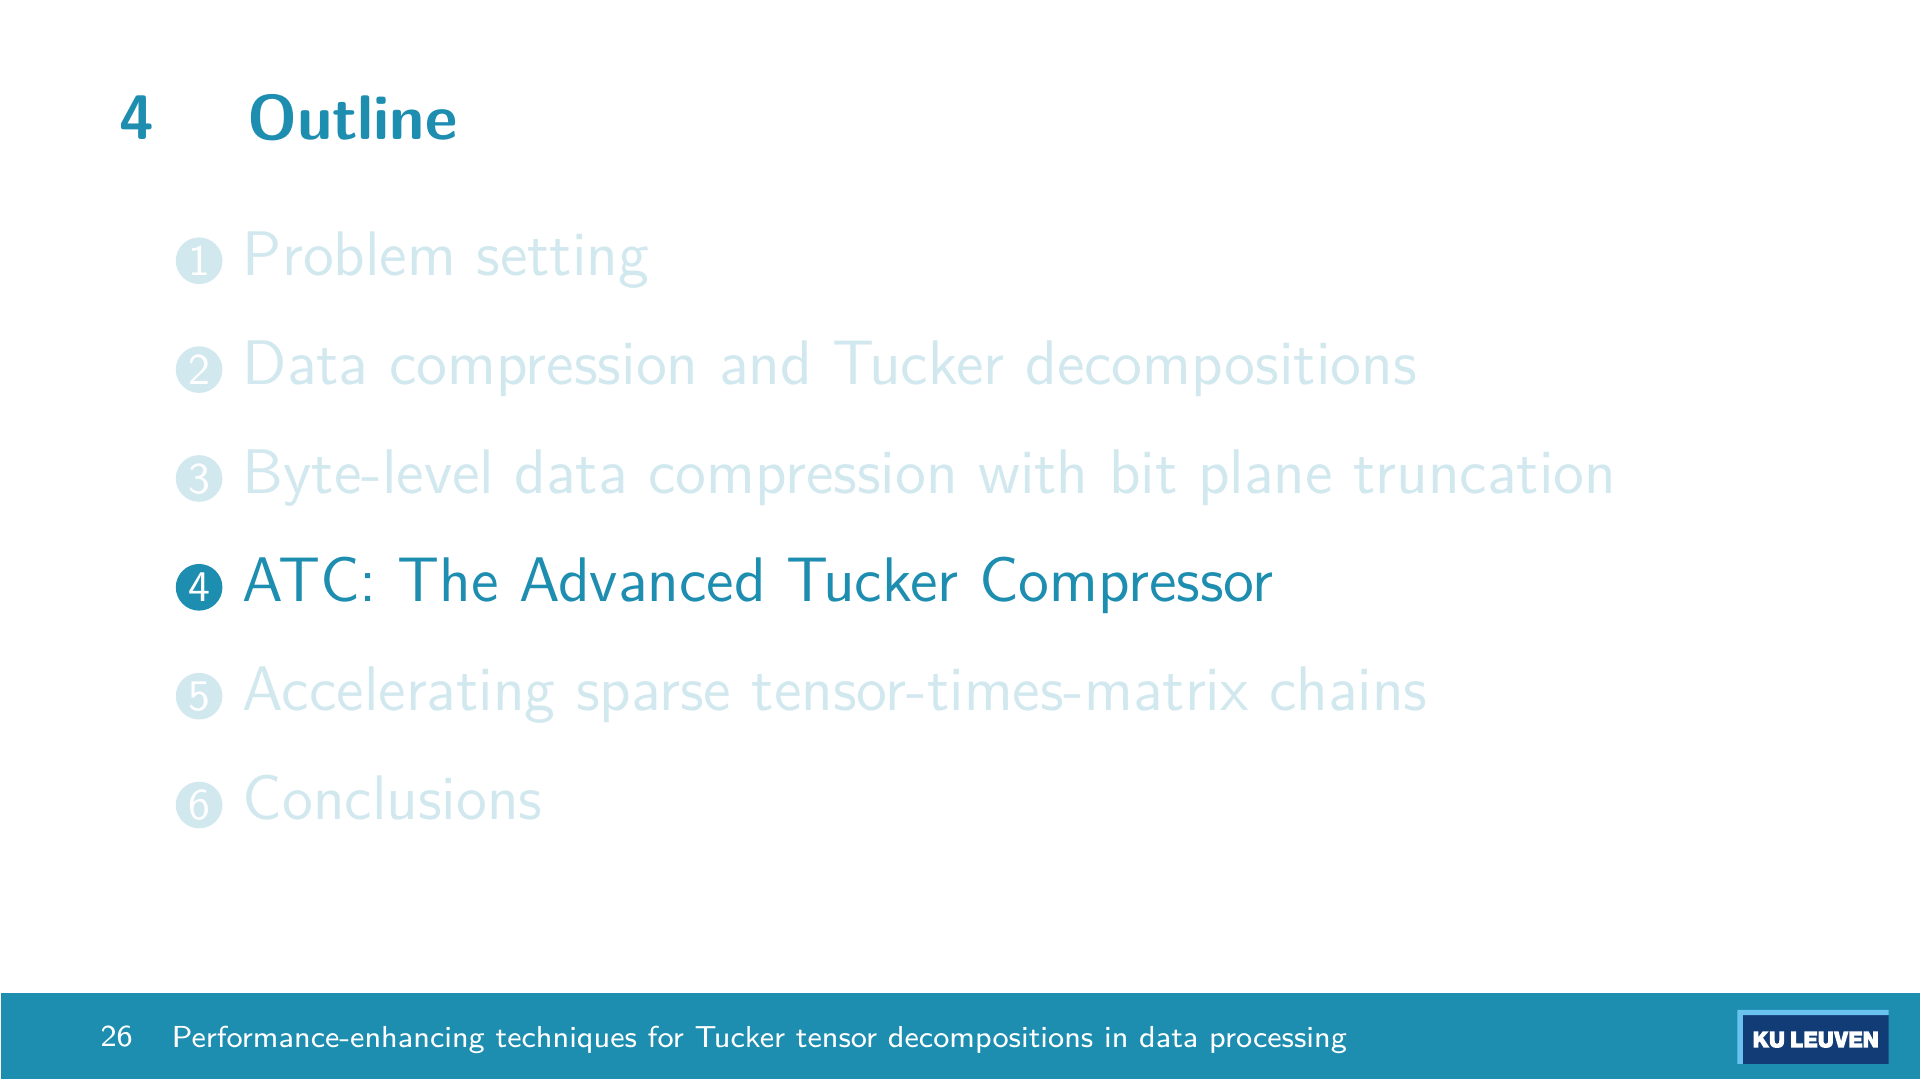 4 Outline
1 Problem setting
2 Data compression and Tucker decompositions
3 Byte-level data compression with bit plane truncation
4 ATC: The Advanced Tucker Compressor
5 Accelerating sparse tensor-times-matrix chains
6 Conclusions
26 Performance-enhancing techniques for Tucker tensor decompositions in data processing
KU LEUVEN